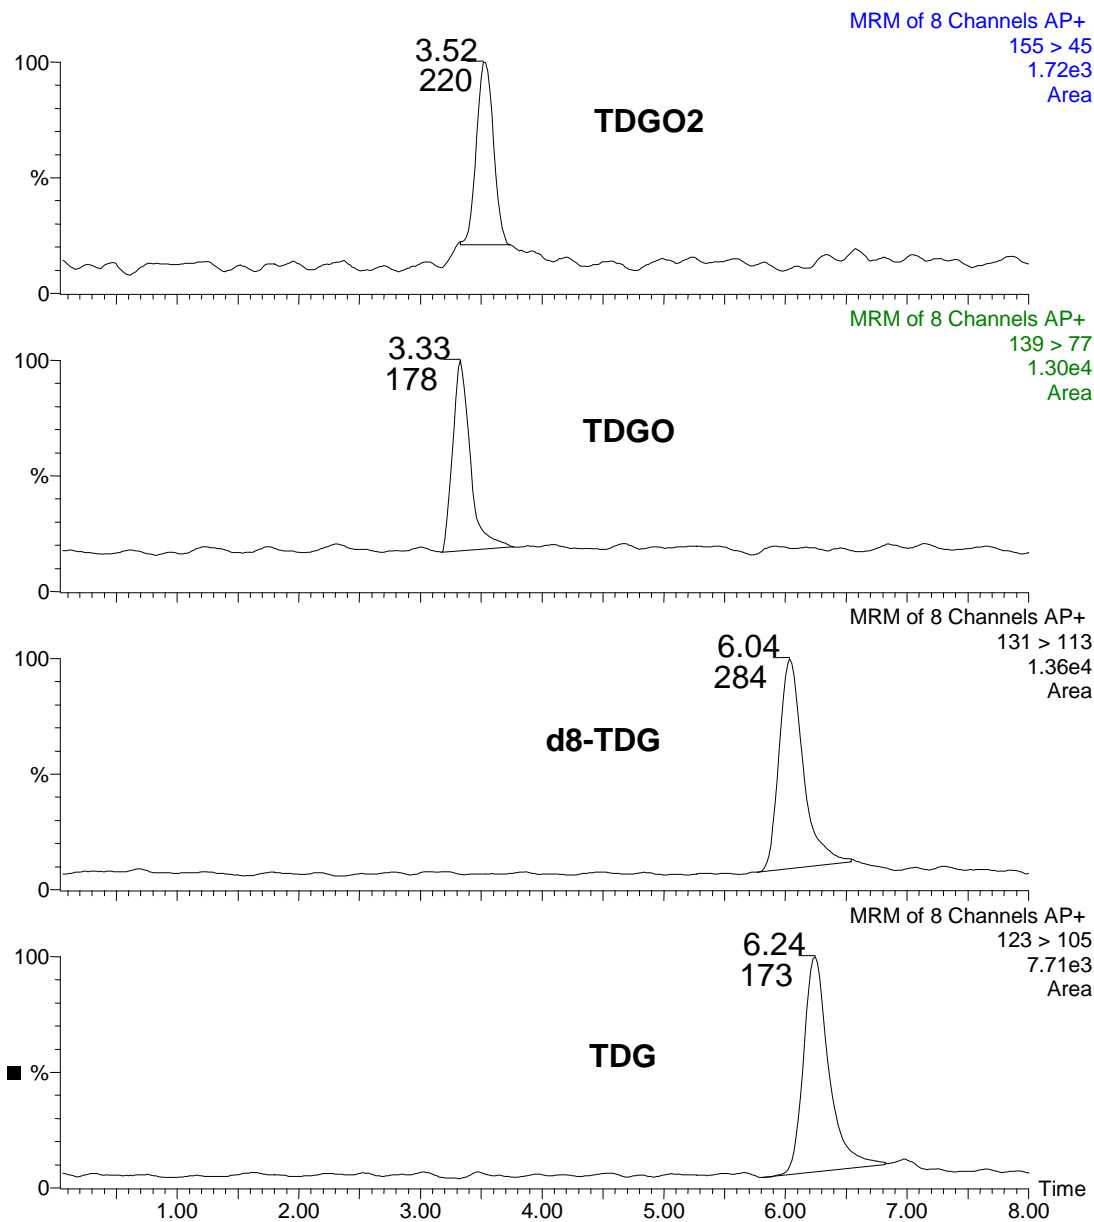 MRM of 8 Channels AP+
155 > 45
1.72e3
Area
3.52
220
100
TDGO2
%
0
MRM of 8 Channels AP+
139 > 77
1.30e4
Area
3.33
178
100
TDGO
%
0
MRM of 8 Channels AP+
131 > 113
1.36e4
Area
6.04
284
100
d8-TDG
%
0
MRM of 8 Channels AP+
123 > 105
7.71e3
Area
6.24
173
100
TDG
%
0
Time
1.00 2.00 3.00 4.00 5.00 6.00 7.00 8.00